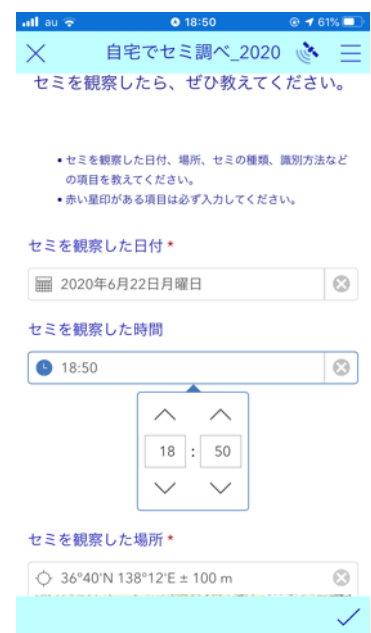 au 18:50 61%
自宅でセミ調べ_2020
セミを観察したら、ぜひ教えてください。
• セミを観察した日付、場所、セミの種類、識別方法など
の項目を教えてください。
• 赤い星印がある項目は必ず入力してください。
セミを観察した日付 *
2020年6月22日月曜日
セミを観察した時間
18:50
18 : 50
セミを観察した場所 *
36°40'N 138°12'E ± 100 m